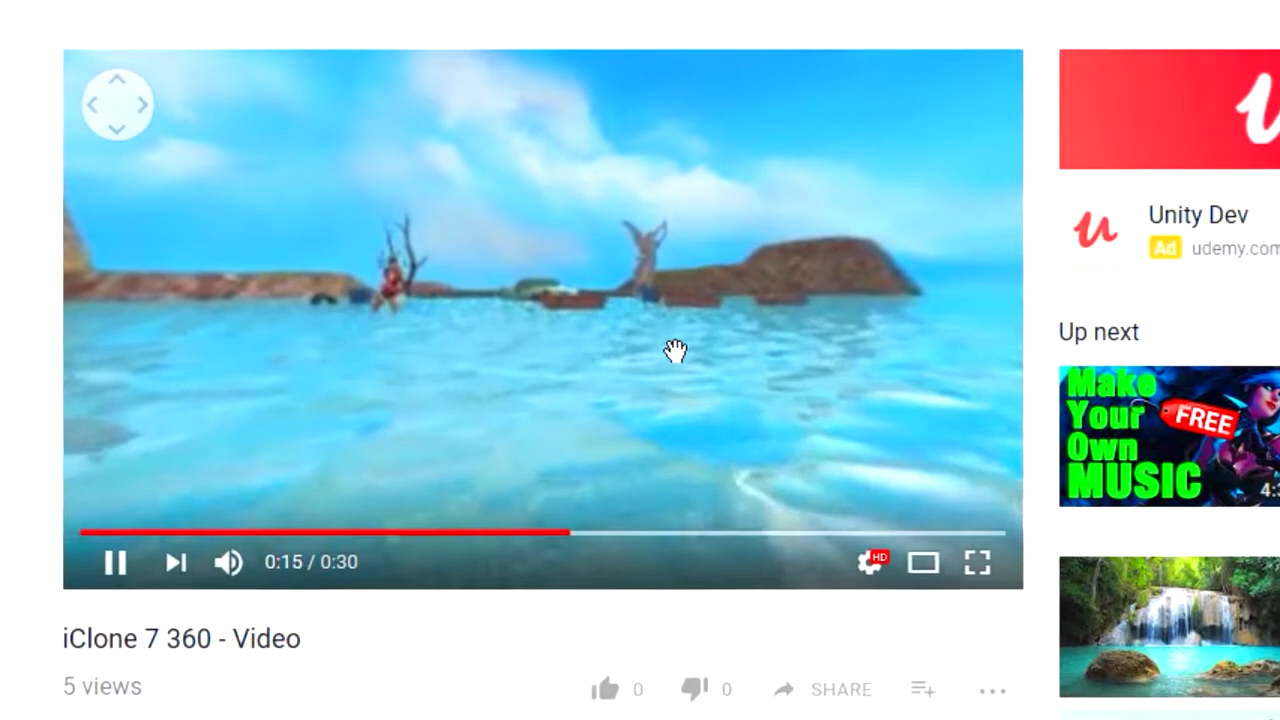 0:15 / 0:30
HD
iClone 7 360 - Video
5 views
0
0
SHARE
Unity Dev
Ad
udemy.com
Up next
Make
Your
Own
MUSIC
FREE